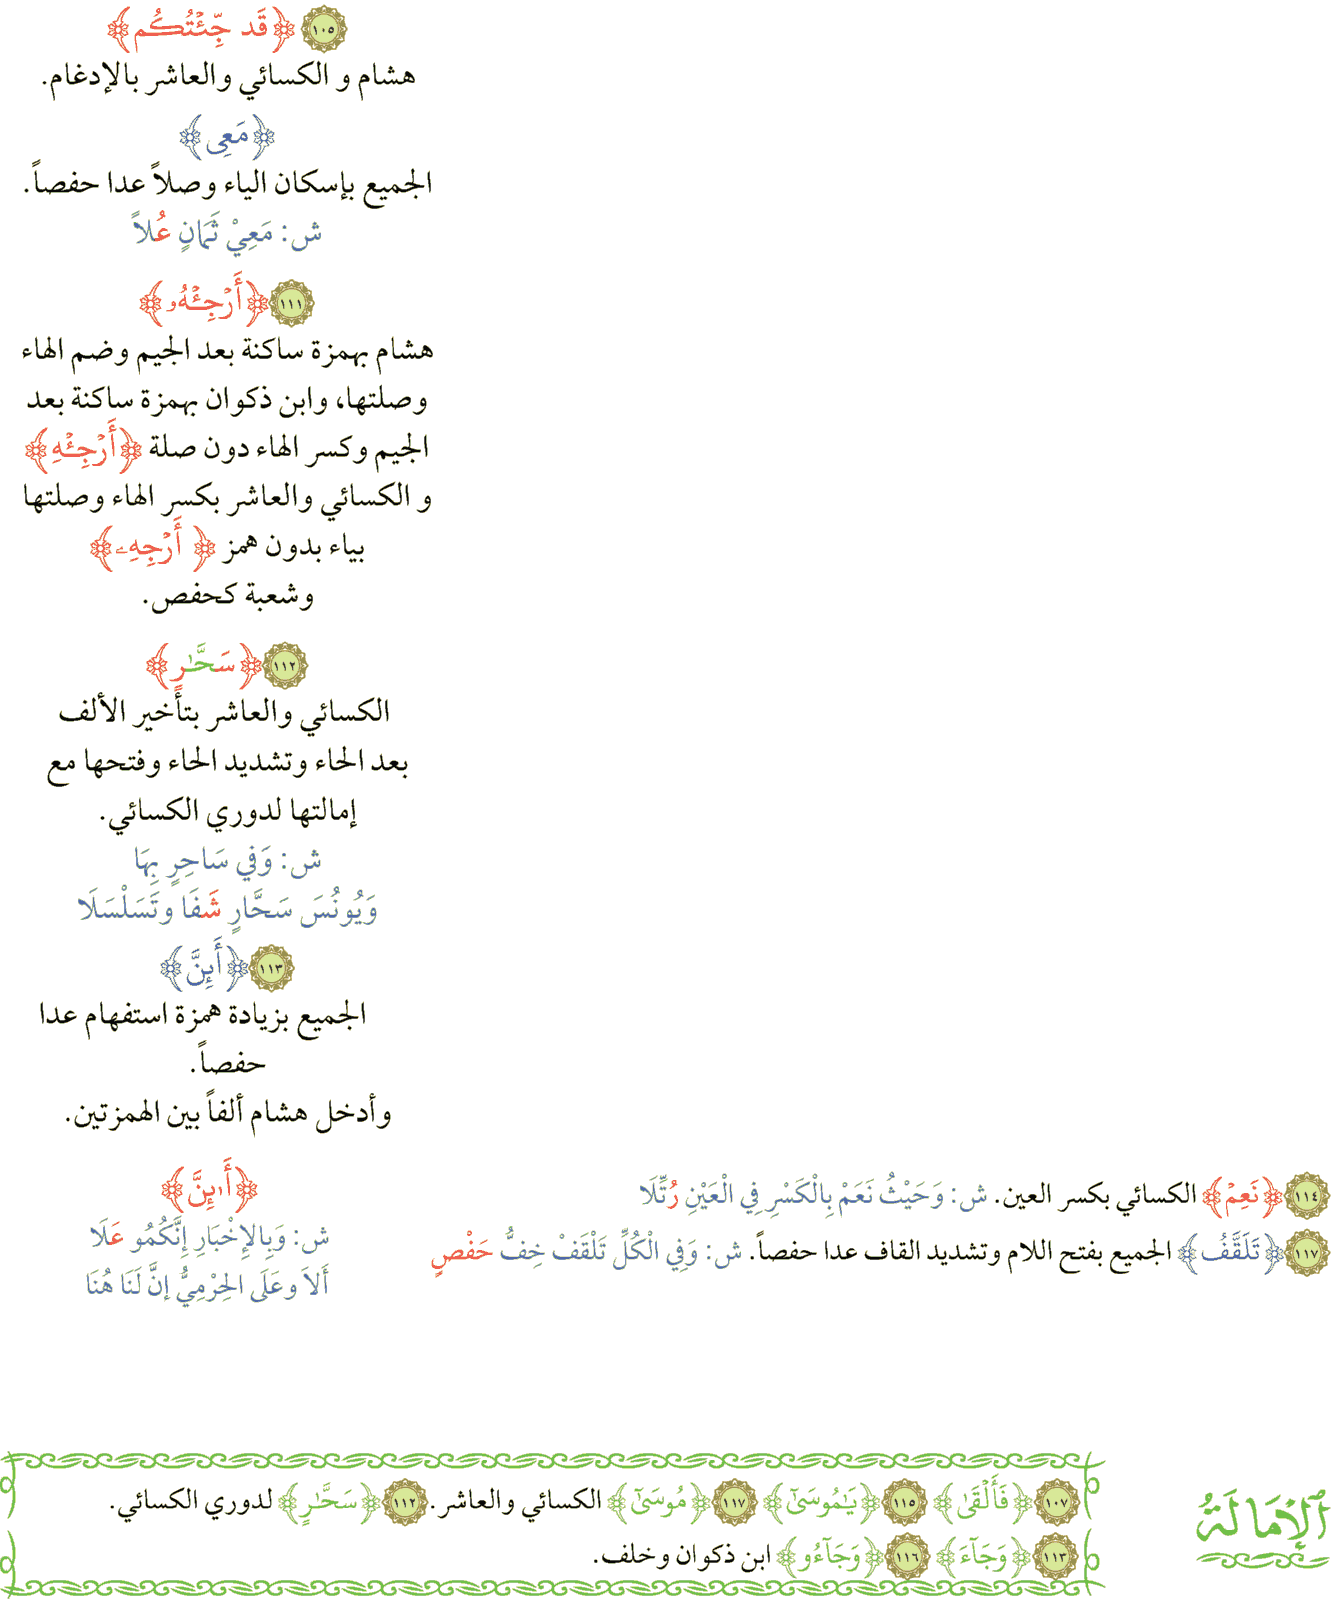 ١٠٥ ﴿قَد جِّئْتُكُم﴾
هشام و الكسائي والعاشر بالإدغام.
﴿مَعِى﴾
الجميع بإسكان الياء وصلاً عدا حفصاً.
ش: مَعِيْ ثَمَانٍ عُلاً
١١١ ﴿أَرْجِئْهُۥ﴾
هشام بهمزة ساكنة بعد الجيم وضم الهاء
وصلتها، وابن ذكوان بهمزة ساكنة بعد
الجيم وكسر الهاء دون صلة ﴿أَرْجِئْهِ﴾
و الكسائي والعاشر بكسر الهاء وصلتها
بياء بدون همز ﴿أَرْجِهِۦ﴾
وشعبة كحفص.
١١٢ ﴿سَحَّٰرٍ﴾
الكسائي والعاشر بتأخير الألف
بعد الحاء وتشديد الحاء وفتحها مع
إمالتها لدوري الكسائي.
ش: وَفي سَاحِرٍ بِهَا
وَيُونُسَ سَحَّارٍ شَفَا وتَسَلْسَلَا
١١٣ ﴿أَئِنَّ﴾
الجميع بزيادة همزة استفهام عدا
حفصاً.
وأدخل هشام ألفاً بين الهمزتين.
﴿أَٰئِنَّ﴾
ش: وَبِالإِخْبَارِ إِنَّكُمُو عَلَا
أَلاَ وعَلَى الحِرْمِيُّ إنَّ لَنَا هُنَا
١١٤ ﴿نَعِمْ﴾ الكسائي بكسر العين. ش: وَحَيْثُ نَعَمْ بِالْكَسْرِ فِي الْعَيْنِ رُتِّلَا
١١٧ ﴿تَلَقَّفُ﴾ الجميع بفتح اللام وتشديد القاف عدا حفصاً. ش: وَفِي الْكُلِّ تَلْقَفْ خِفُّ حَفْصٍ
ٱلْإِمَالَةُ
١٠٧ ﴿فَأَلْقَىٰ﴾ ١١٥ ﴿يَٰمُوسَىٰٓ﴾ ١١٧ ﴿مُوسَىٰٓ﴾ الكسائي والعاشر. ١١٢ ﴿سَحَّٰرٍ﴾ لدوري الكسائي.
١١٣ ﴿وَجَآءَ﴾ ١١٦ ﴿وَجَآءُو﴾ ابن ذكوان وخلف.